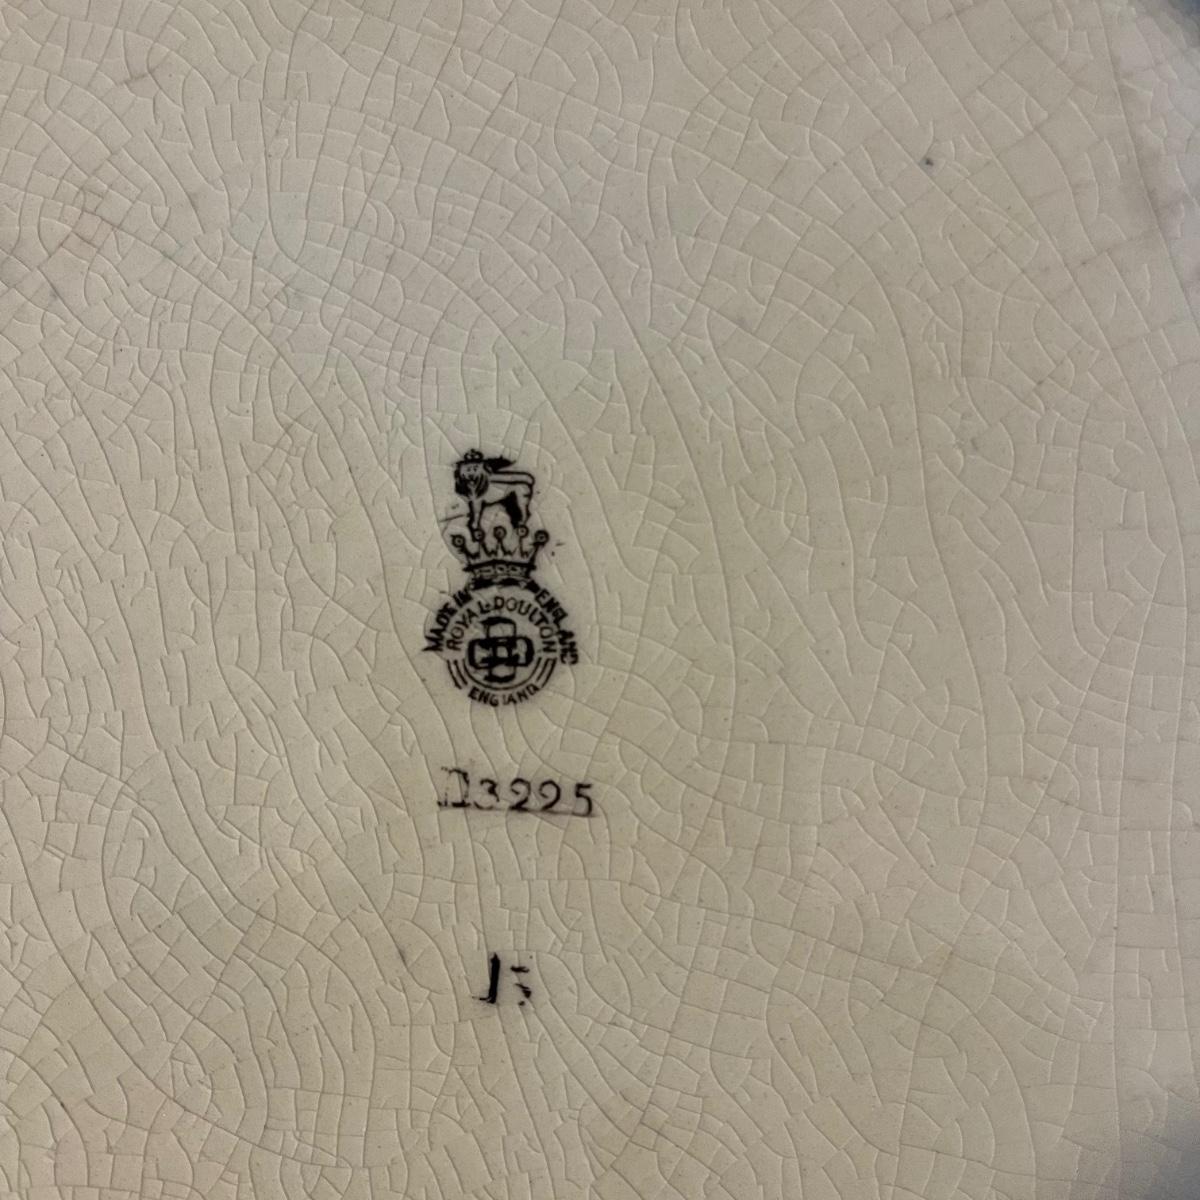 MADE IN ENGLAND
ROYAL DOULTON
ENGLAND
D3225